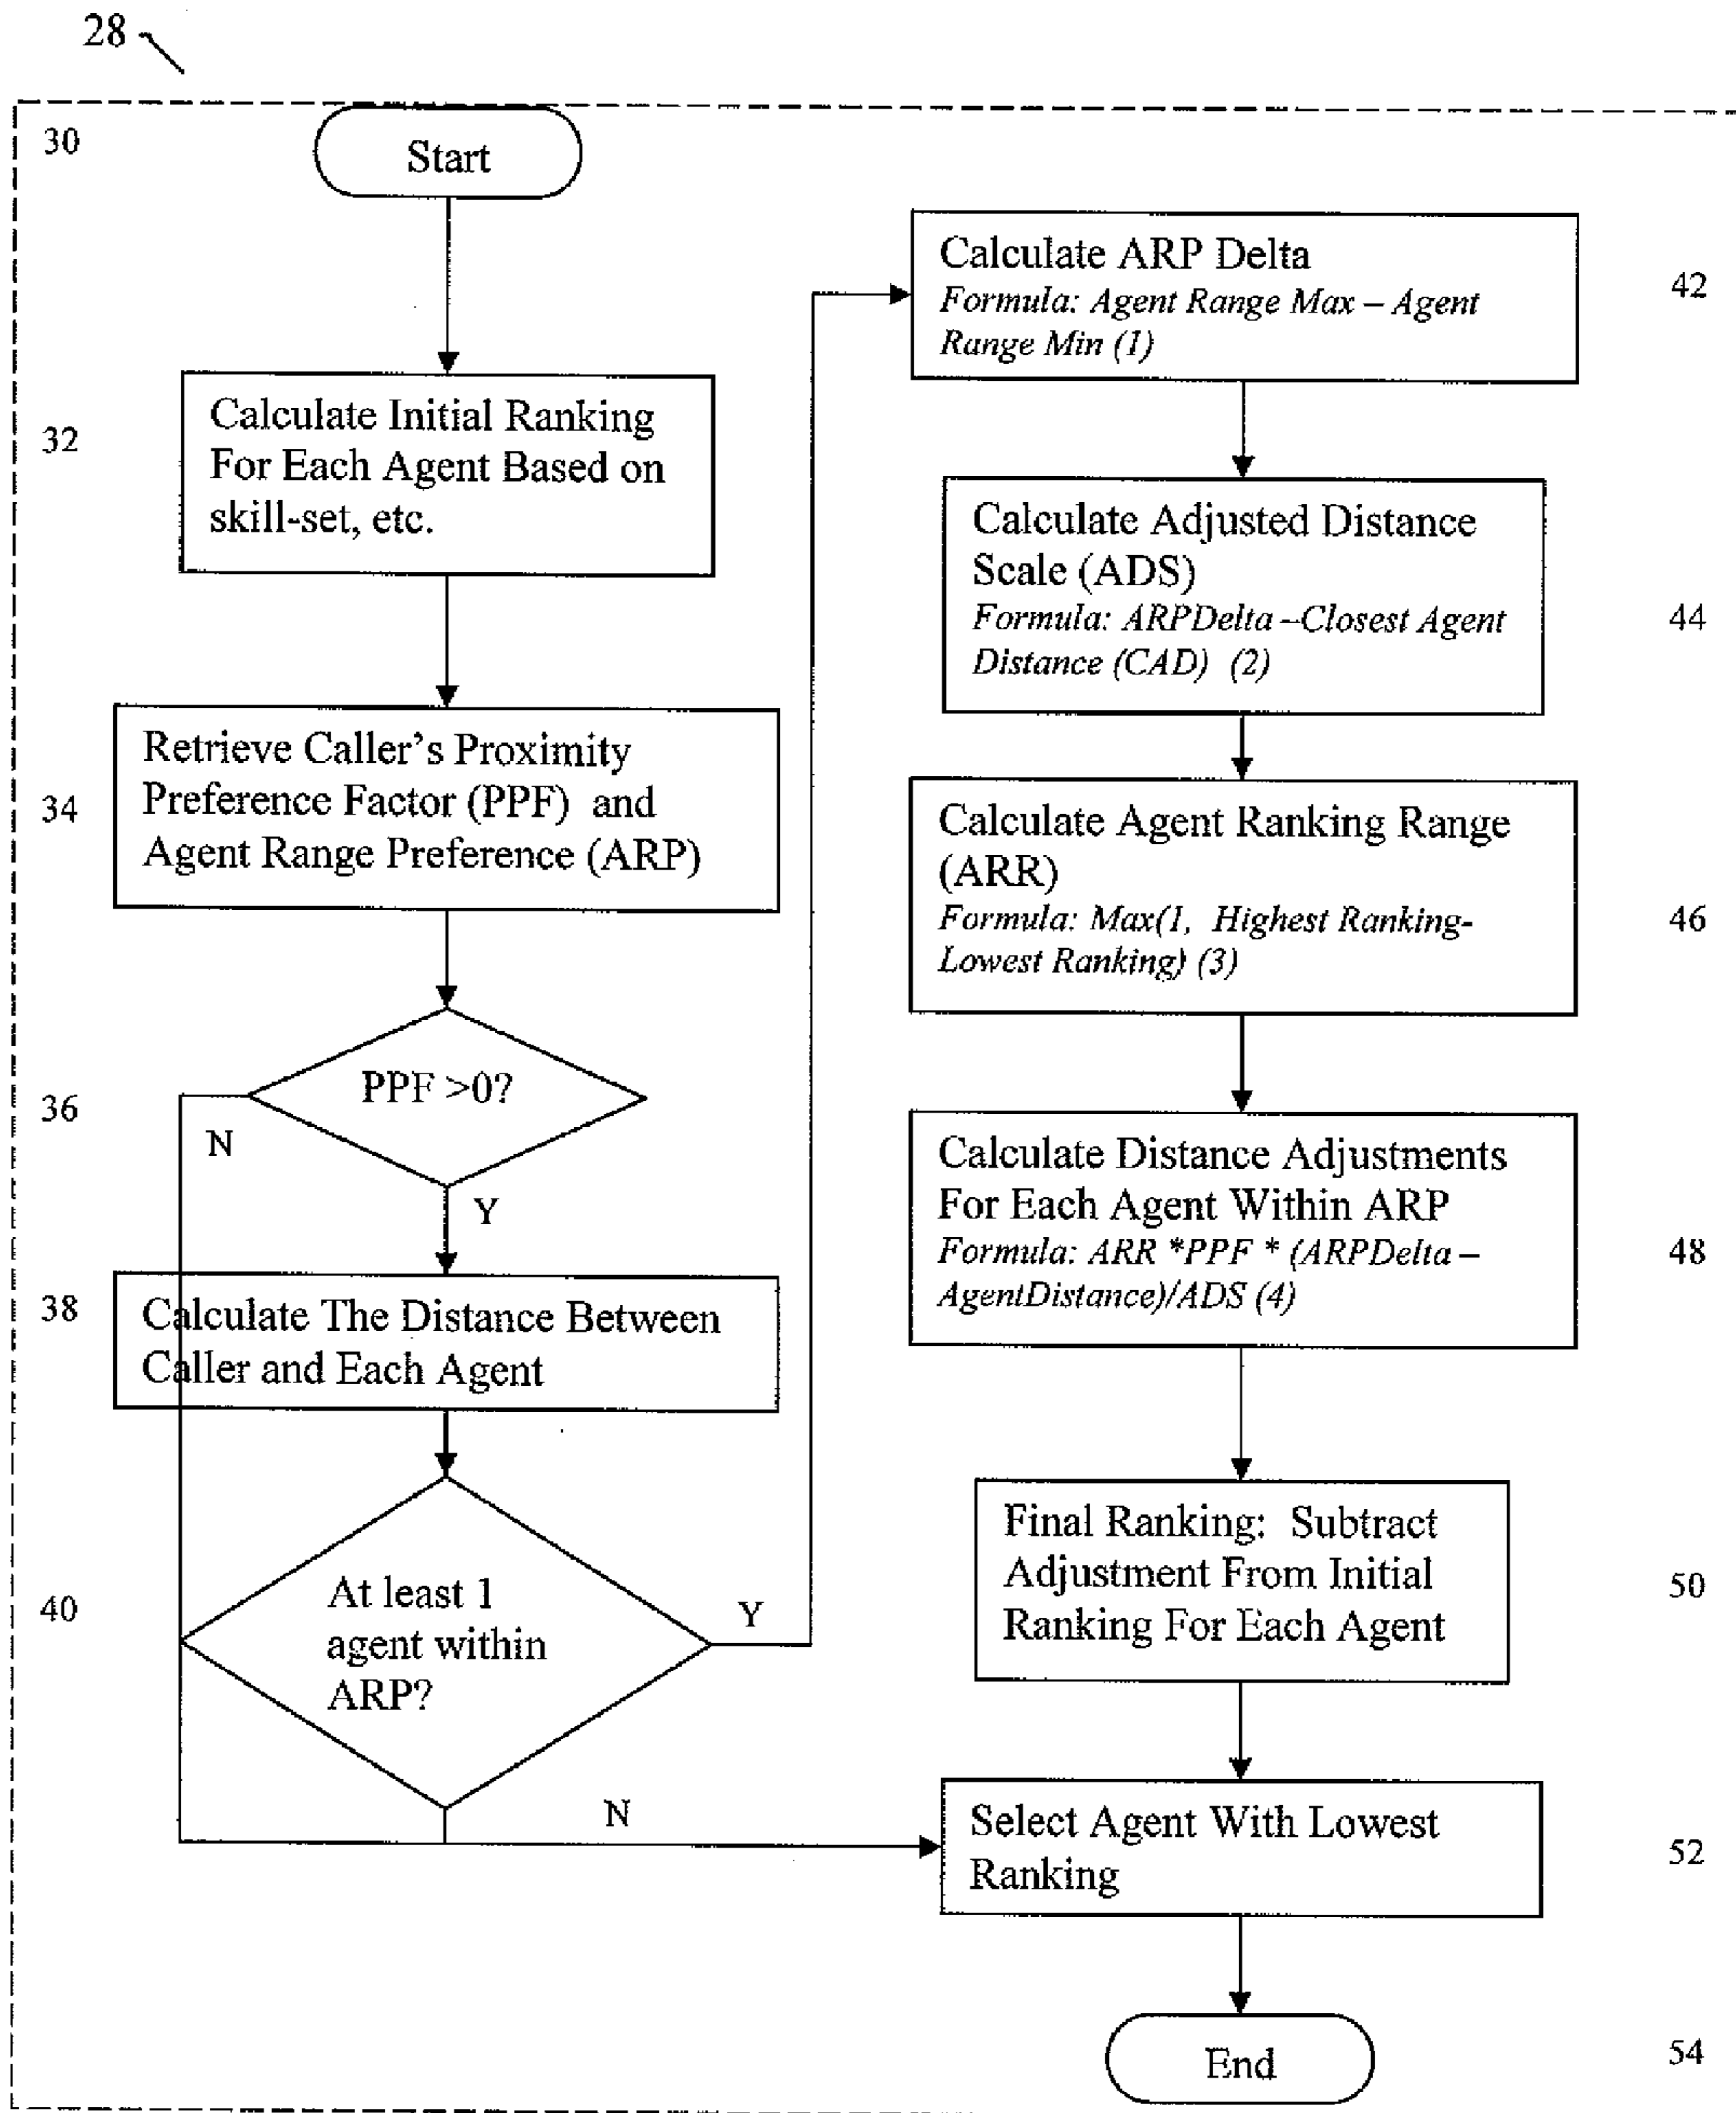 28
30
Start
32
Calculate Initial Ranking
For Each Agent Based on
skill-set, etc.
34
Retrieve Caller's Proximity
Preference Factor (PPF) and
Agent Range Preference (ARP)
36
PPF >0?
N
Y
38
Calculate The Distance Between
Caller and Each Agent
40
At least 1
agent within
ARP?
Y
N
Calculate ARP Delta
Formula: Agent Range Max – Agent
Range Min (1)
42
Calculate Adjusted Distance
Scale (ADS)
Formula: ARPDelta –Closest Agent
Distance (CAD) (2)
44
Calculate Agent Ranking Range
(ARR)
Formula: Max(1, Highest Ranking-
Lowest Ranking) (3)
46
Calculate Distance Adjustments
For Each Agent Within ARP
Formula: ARR *PPF * (ARPDelta –
AgentDistance)/ADS (4)
48
Final Ranking: Subtract
Adjustment From Initial
Ranking For Each Agent
50
Select Agent With Lowest
Ranking
52
End
54